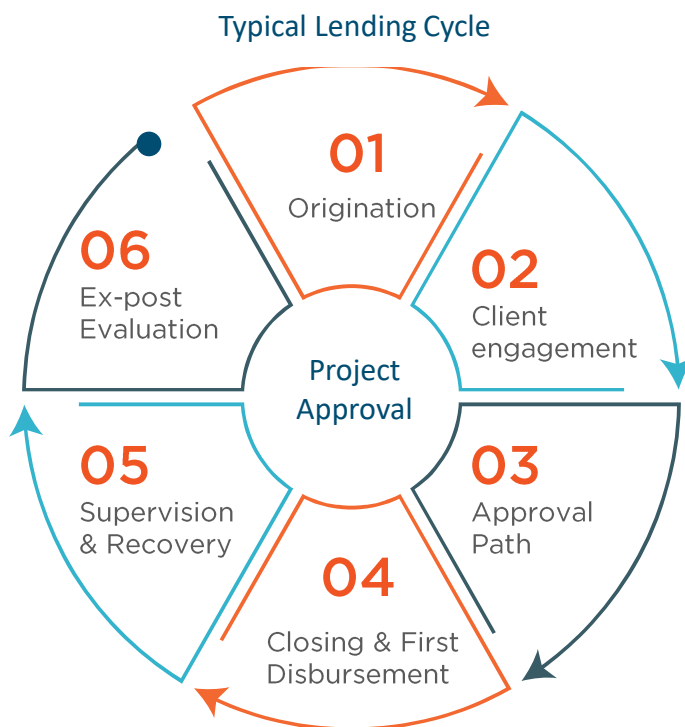 Typical Lending Cycle
01
Origination
02
Client
engagement
03
Approval
Path
04
Closing & First
Disbursement
05
Supervision
& Recovery
06
Ex-post
Evaluation
Project
Approval